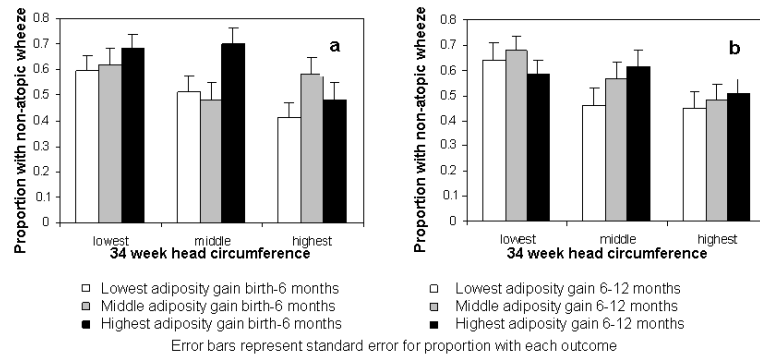 Proportion with non-atopic wheeze
0.8
0.7
0.6
0.5
0.4
0.3
0.2
0.1
0
a
lowest middle highest
34 week head circumference
Lowest adiposity gain birth-6 months
Middle adiposity gain birth-6 months
Highest adiposity gain birth-6 months
Proportion with non-atopic wheeze
0.8
0.7
0.6
0.5
0.4
0.3
0.2
0.1
0
b
lowest middle highest
34 week head circumference
Lowest adiposity gain 6-12 months
Middle adiposity gain 6-12 months
Highest adiposity gain 6-12 months
Error bars represent standard error for proportion with each outcome